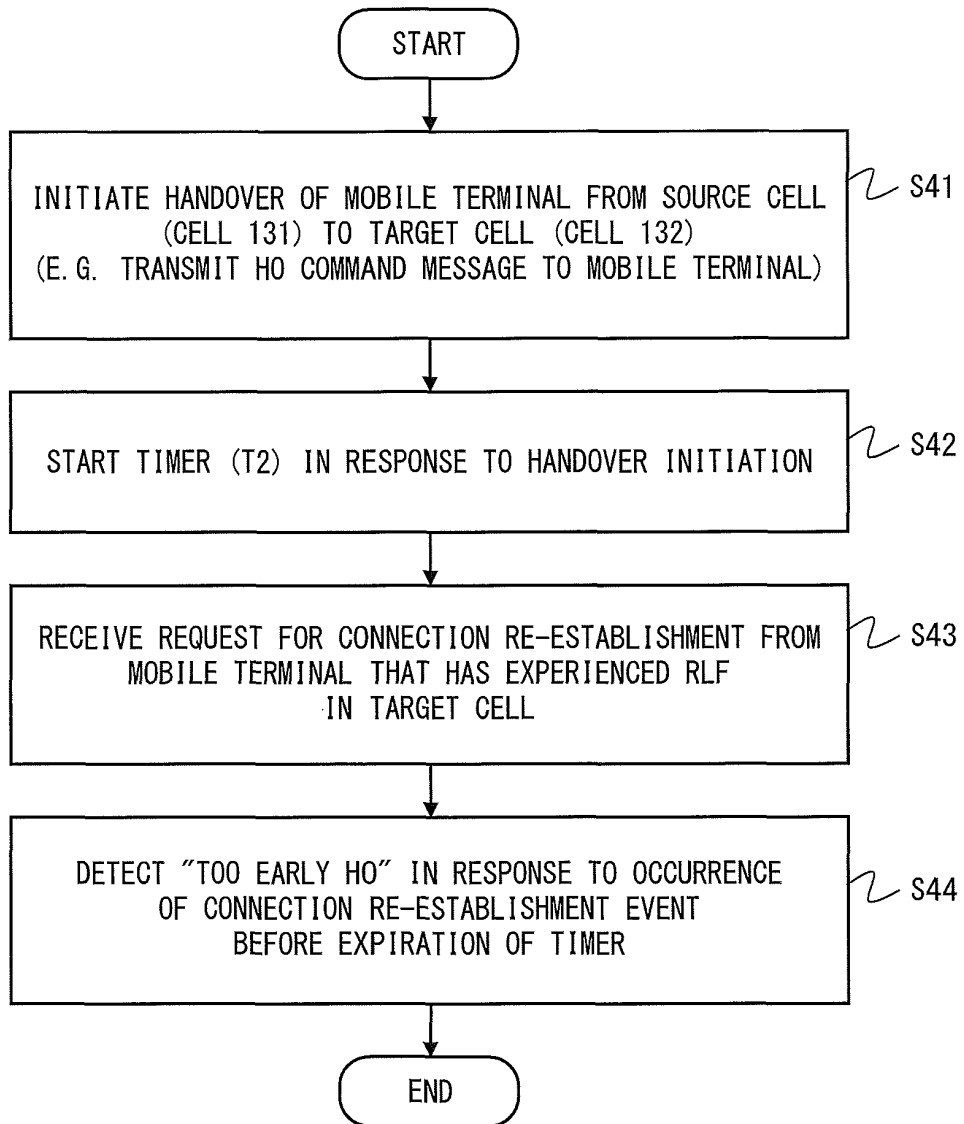 START
INITIATE HANDOVER OF MOBILE TERMINAL FROM SOURCE CELL
(CELL 131) TO TARGET CELL (CELL 132)
(E.G. TRANSMIT HO COMMAND MESSAGE TO MOBILE TERMINAL)
S41
START TIMER (T2) IN RESPONSE TO HANDOVER INITIATION
S42
RECEIVE REQUEST FOR CONNECTION RE-ESTABLISHMENT FROM
MOBILE TERMINAL THAT HAS EXPERIENCED RLF
IN TARGET CELL
S43
DETECT "TOO EARLY HO" IN RESPONSE TO OCCURRENCE
OF CONNECTION RE-ESTABLISHMENT EVENT
BEFORE EXPIRATION OF TIMER
S44
END